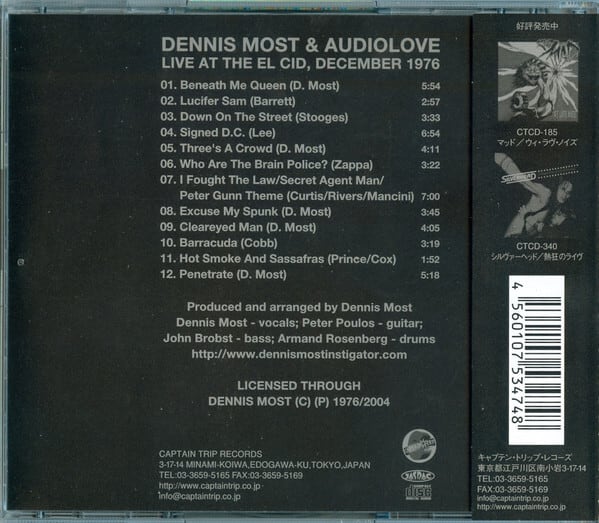 DENNIS MOST & AUDIOLOVE
LIVE AT THE EL CID, DECEMBER 1976
01. Beneath Me Queen (D. Most) 5:54
02. Lucifer Sam (Barrett) 2:57
03. Down On The Street (Stooges) 3:33
04. Signed D.C. (Lee) 6:54
05. Three's A Crowd (D. Most) 4:11
06. Who Are The Brain Police? (Zappa) 3:22
07. I Fought The Law/Secret Agent Man/
Peter Gunn Theme (Curtis/Rivers/Mancini) 7:00
08. Excuse My Spunk (D. Most) 3:45
09. Cleareyed Man (D. Most) 4:05
10. Barracuda (Cobb) 3:19
11. Hot Smoke And Sassafras (Prince/Cox) 1:52
12. Penetrate (D. Most) 5:18
Produced and arranged by Dennis Most
Dennis Most - vocals; Peter Poulos - guitar;
John Brobst - bass; Armand Rosenberg - drums
http://www.dennismostinstigator.com
LICENSED THROUGH
DENNIS MOST (C) (P) 1976/2004
CAPTAIN TRIP RECORDS
3-17-14 MINAMI-KOIWA,EDOGAWA-KU,TOKYO,JAPAN
TEL:03-3659-5165 FAX:03-3659-5169
http://www.captaintrip.co.jp
info@captaintrip.co.jp
JASRAC
COMPACT
disc
DIGITAL AUDIO
好評発売中
CTCD-185
マッド/ウィ・ラヴ・ノイズ
SILVERHEAD
CTCD-340
シルヴァーヘッド/熱狂のライヴ
4 560107 534748
キャプテン・トリップ・レコーズ
東京都江戸川区南小岩3-17-14
TEL:03-3659-5165
FAX:03-3659-5169
http://www.captaintrip.co.jp
info@captaintrip.co.jp